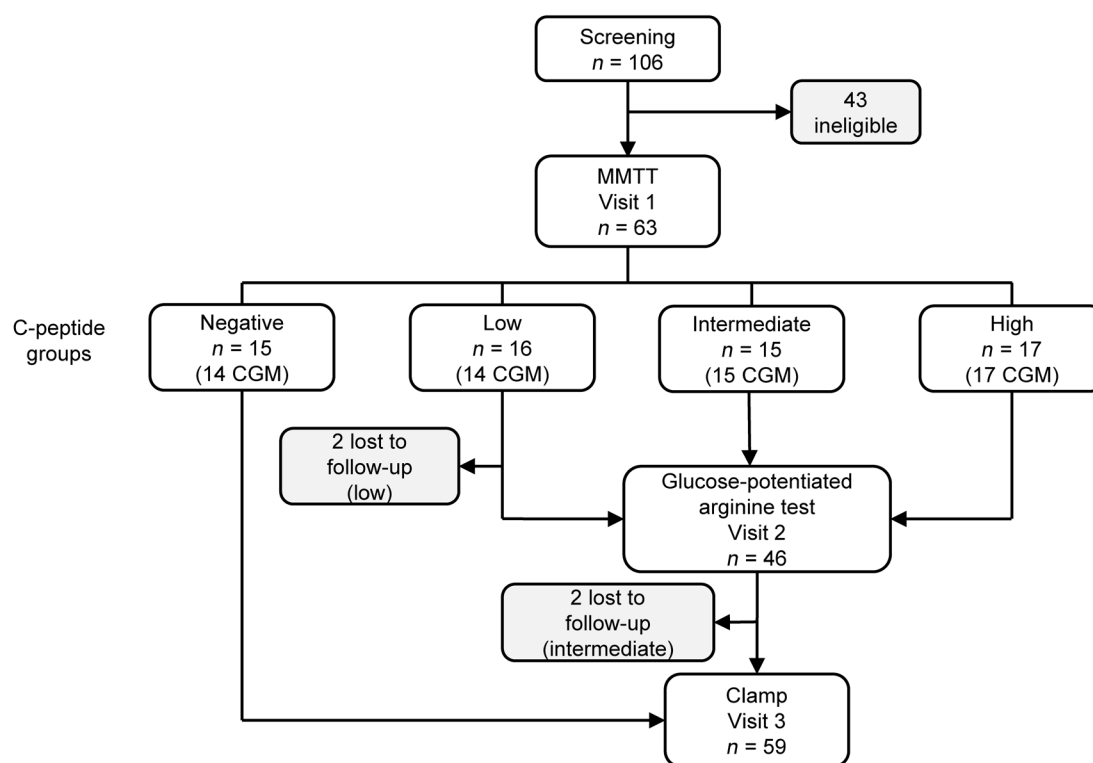 Screening
n = 106
43
ineligible
MMTT
Visit 1
n = 63
C-peptide
groups
Negative
n = 15
(14 CGM)
Low
n = 16
(14 CGM)
Intermediate
n = 15
(15 CGM)
High
n = 17
(17 CGM)
2 lost to
follow-up
(low)
Glucose-potentiated
arginine test
Visit 2
n = 46
2 lost to
follow-up
(intermediate)
Clamp
Visit 3
n = 59